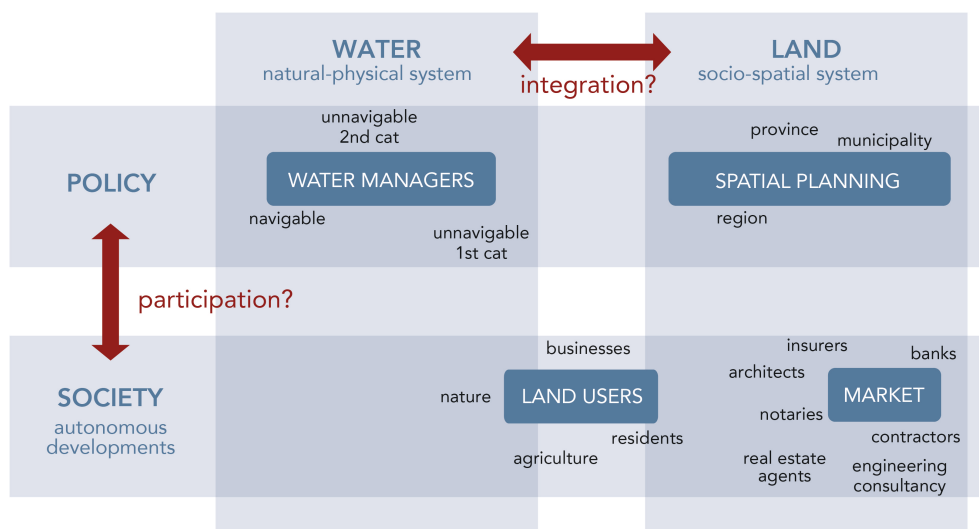 WATER
natural-physical system
LAND
socio-spatial system
integration?
POLICY
unnavigable
2nd cat
WATER MANAGERS
navigable
unnavigable
1st cat
province
municipality
SPATIAL PLANNING
region
participation?
SOCIETY
autonomous
developments
businesses
nature
LAND USERS
residents
agriculture
insurers
banks
architects
MARKET
notaries
contractors
real estate
agents
engineering
consultancy